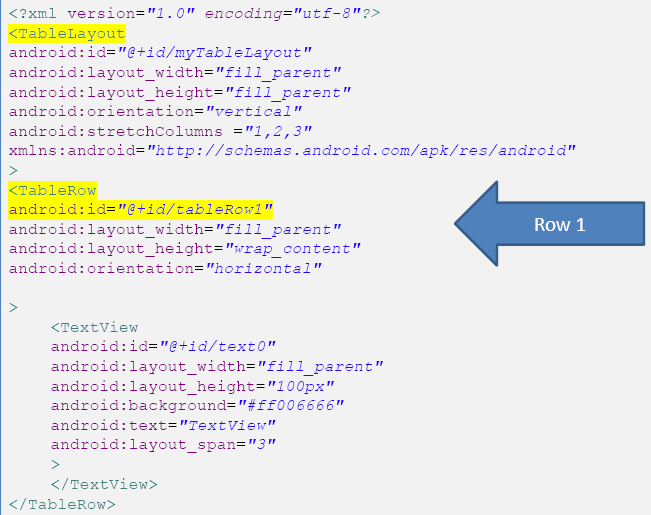 <?xml version="1.0" encoding="utf-8"?>
<TableLayout
android:id="@+id/myTableLayout"
android:layout_width="fill_parent"
android:layout_height="fill_parent"
android:orientation="vertical"
android:stretchColumns ="1,2,3"
xmlns:android="http://schemas.android.com/apk/res/android"
>
<TableRow
android:id="@+id/tableRow1"
android:layout_width="fill_parent"
android:layout_height="wrap_content"
android:orientation="horizontal"
Row 1
>
<TextView
android:id="@+id/text0"
android:layout_width="fill_parent"
android:layout_height="100px"
android:background="#ff006666"
android:text="TextView"
android:layout_span="3"
>
</TextView>
</TableRow>